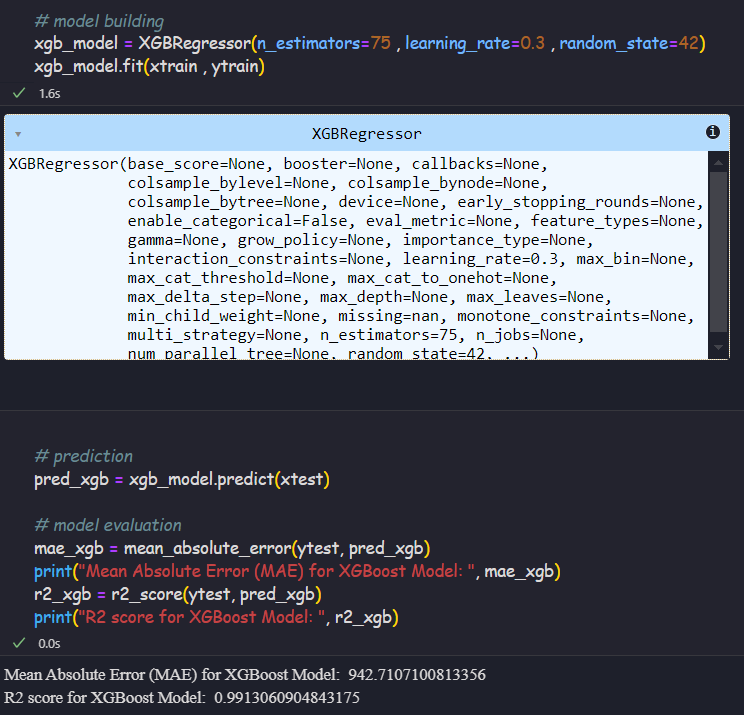 # model building
xgb_model = XGBRegressor(n_estimators=75 , learning_rate=0.3 , random_state=42)
xgb_model.fit(xtrain , ytrain)
1.6s
XGBRegressor
XGBRegressor(base_score=None, booster=None, callbacks=None,
colsample_bylevel=None, colsample_bynode=None,
colsample_bytree=None, device=None, early_stopping_rounds=None,
enable_categorical=False, eval_metric=None, feature_types=None,
gamma=None, grow_policy=None, importance_type=None,
interaction_constraints=None, learning_rate=0.3, max_bin=None,
max_cat_threshold=None, max_cat_to_onehot=None,
max_delta_step=None, max_depth=None, max_leaves=None,
min_child_weight=None, missing=nan, monotone_constraints=None,
multi_strategy=None, n_estimators=75, n_jobs=None,
num_parallel_tree=None, random_state=42, ...)
# prediction
pred_xgb = xgb_model.predict(xtest)
# model evaluation
mae_xgb = mean_absolute_error(ytest, pred_xgb)
print("Mean Absolute Error (MAE) for XGBoost Model: ", mae_xgb)
r2_xgb = r2_score(ytest, pred_xgb)
print("R2 score for XGBoost Model: ", r2_xgb)
0.0s
Mean Absolute Error (MAE) for XGBoost Model:  942.7107100813356
R2 score for XGBoost Model:  0.9913060904843175